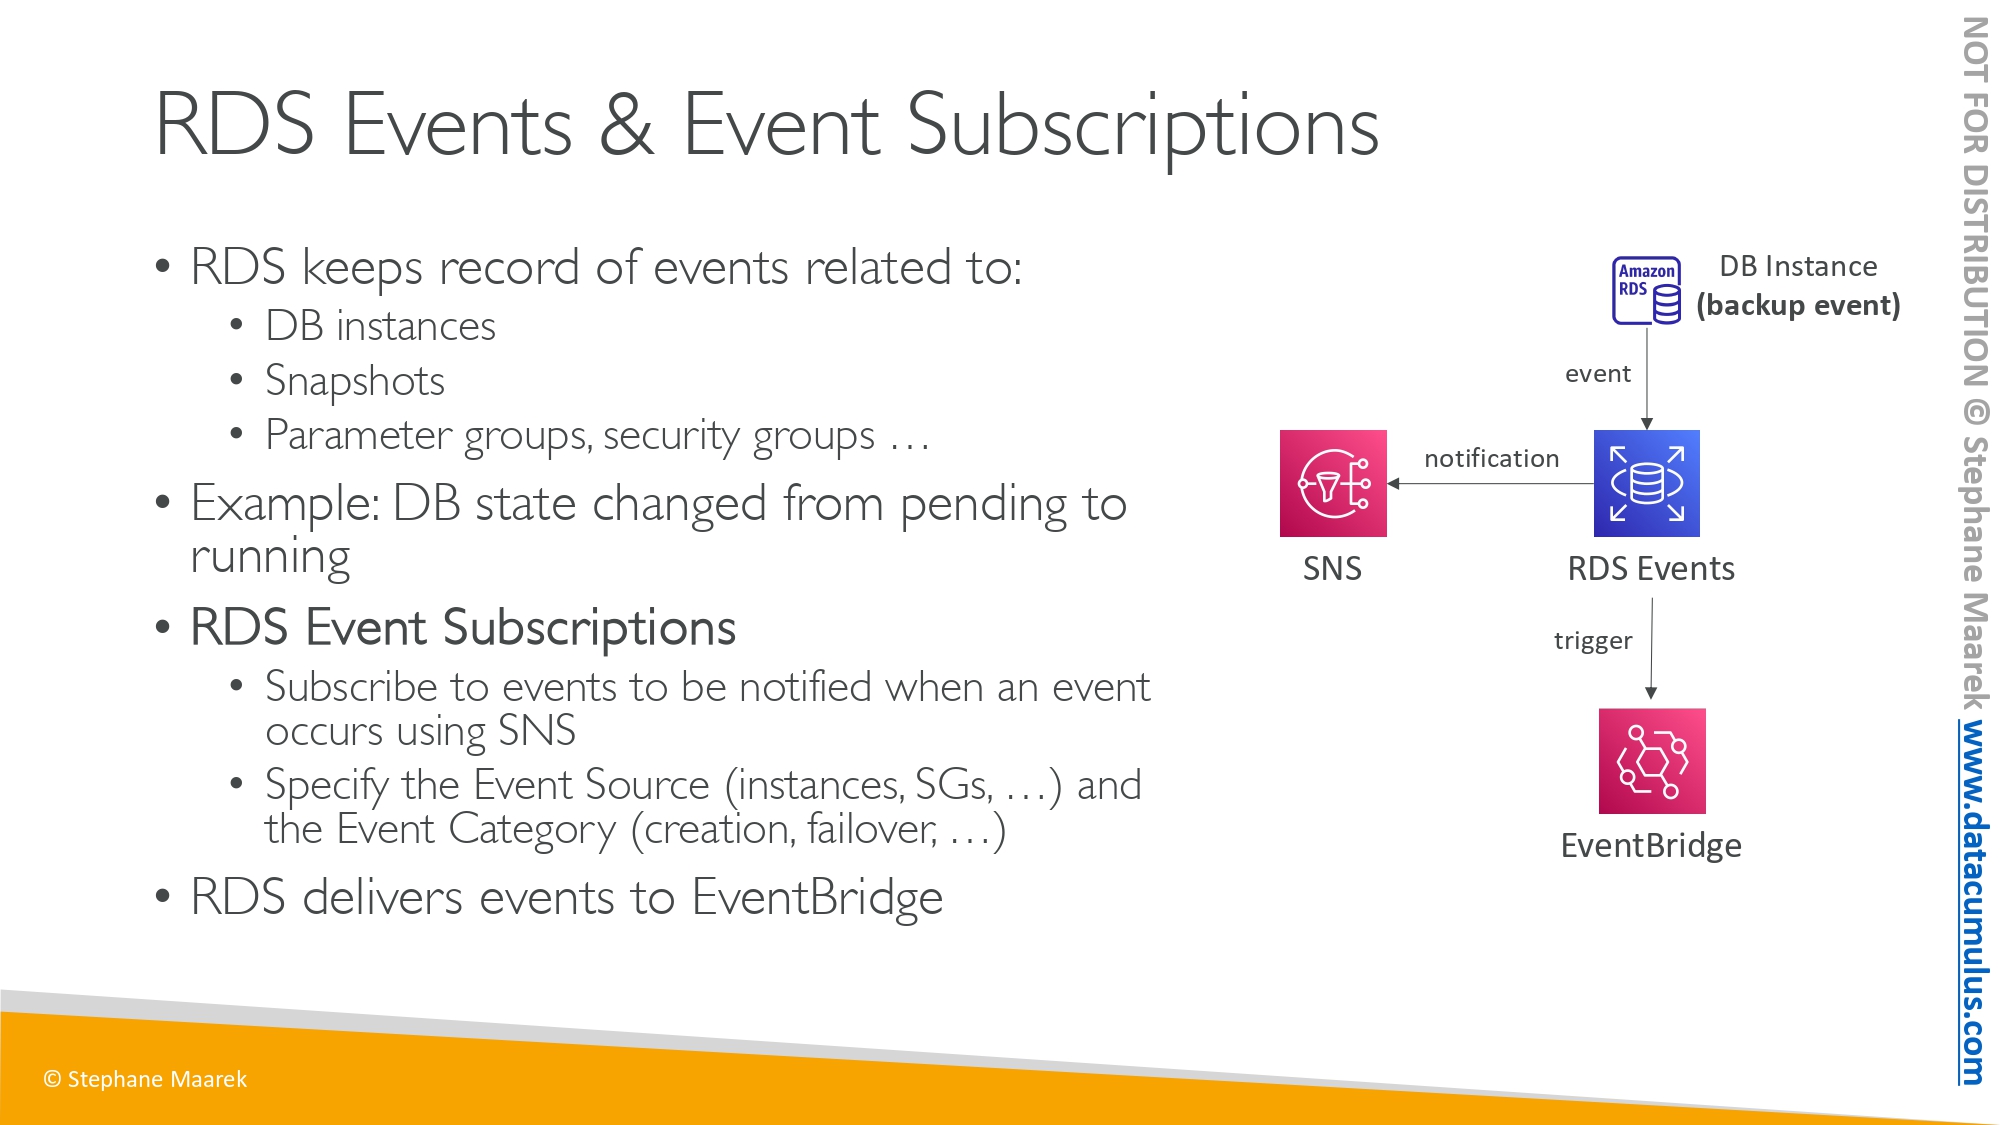 RDS Events & Event Subscriptions
• RDS keeps record of events related to:
• DB instances
• Snapshots
• Parameter groups, security groups …
• Example: DB state changed from pending to
running
• RDS Event Subscriptions
• Subscribe to events to be notified when an event
occurs using SNS
• Specify the Event Source (instances, SGs, …) and
the Event Category (creation, failover, …)
• RDS delivers events to EventBridge
Amazon
RDS
DB Instance
(backup event)
event
notification
SNS
RDS Events
trigger
EventBridge
© Stephane Maarek
NOT FOR DISTRIBUTION © Stephane Maarek www.datacumulus.com